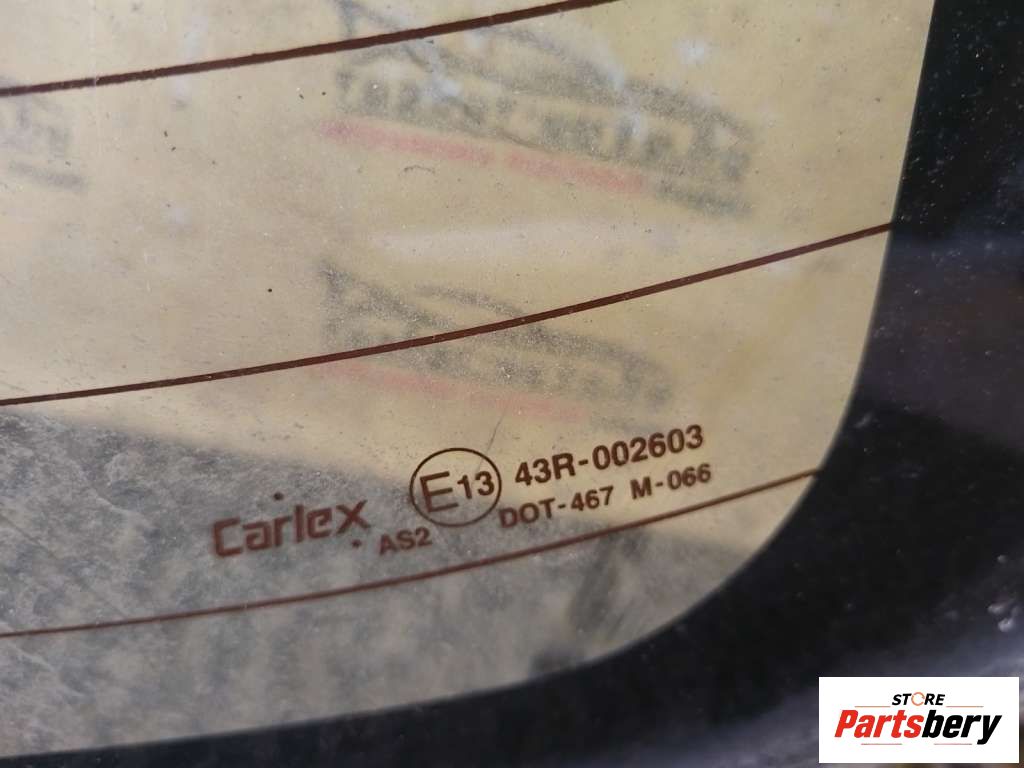 43R-002603
E13
DOT-467 M-066
carlex
AS2
STORE
Partsbery